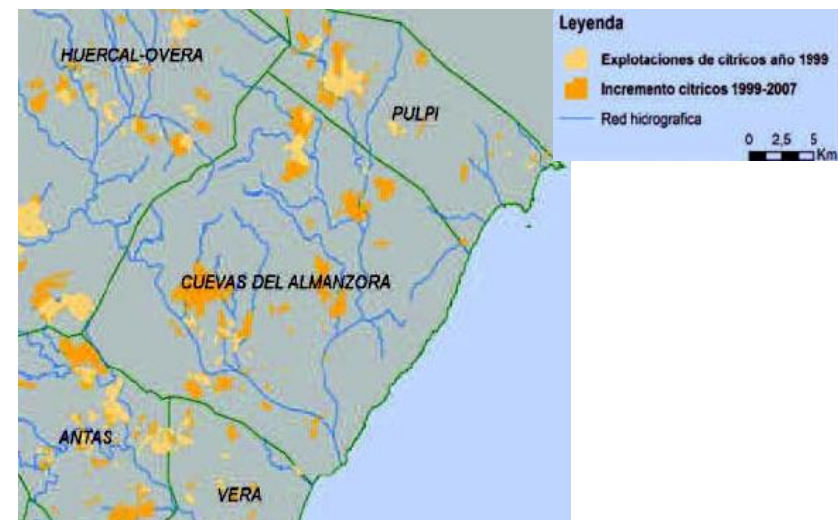 Leyenda
Explotaciones de cítricos año 1999
Incremento cítricos 1999-2007
Red hidrografica
0 2,5 5
Km
HUERCAL-OVERA
PULPI
CUEVAS DEL ALMANZORA
ANTAS
VERA